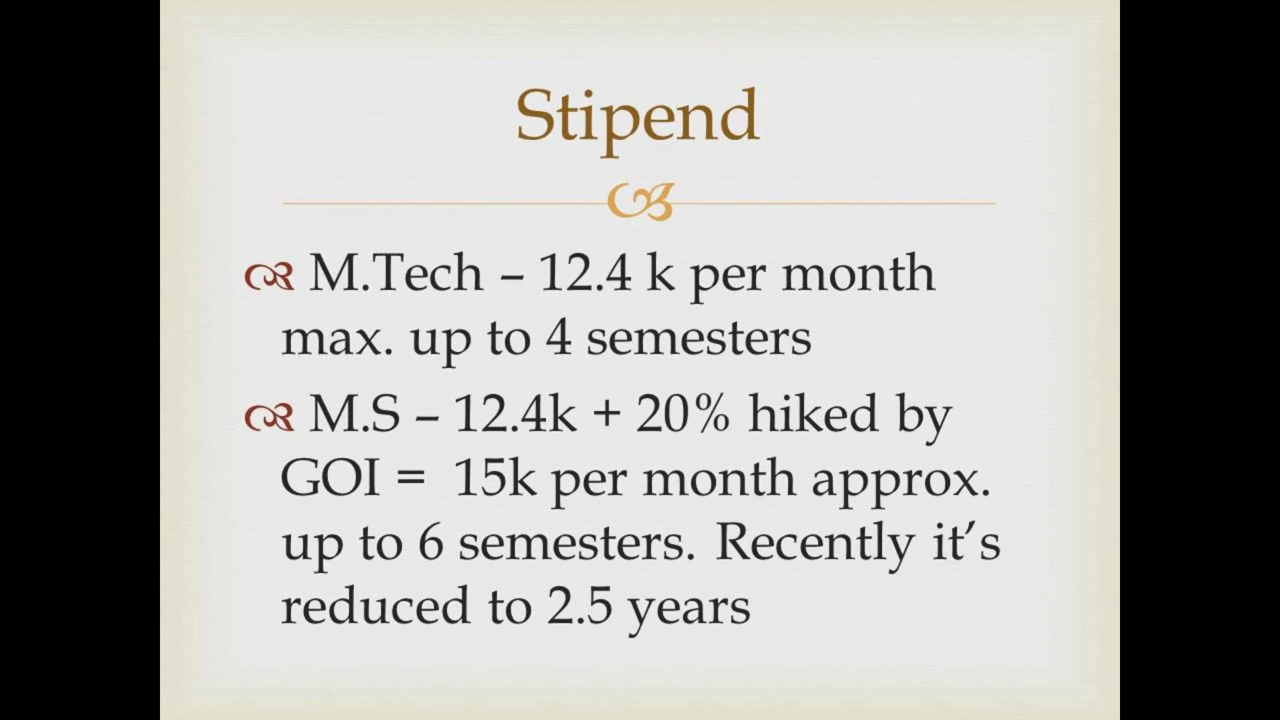 Stipend
M.Tech – 12.4 k per month
max. up to 4 semesters
M.S – 12.4k + 20% hiked by
GOI = 15k per month approx.
up to 6 semesters. Recently it’s
reduced to 2.5 years